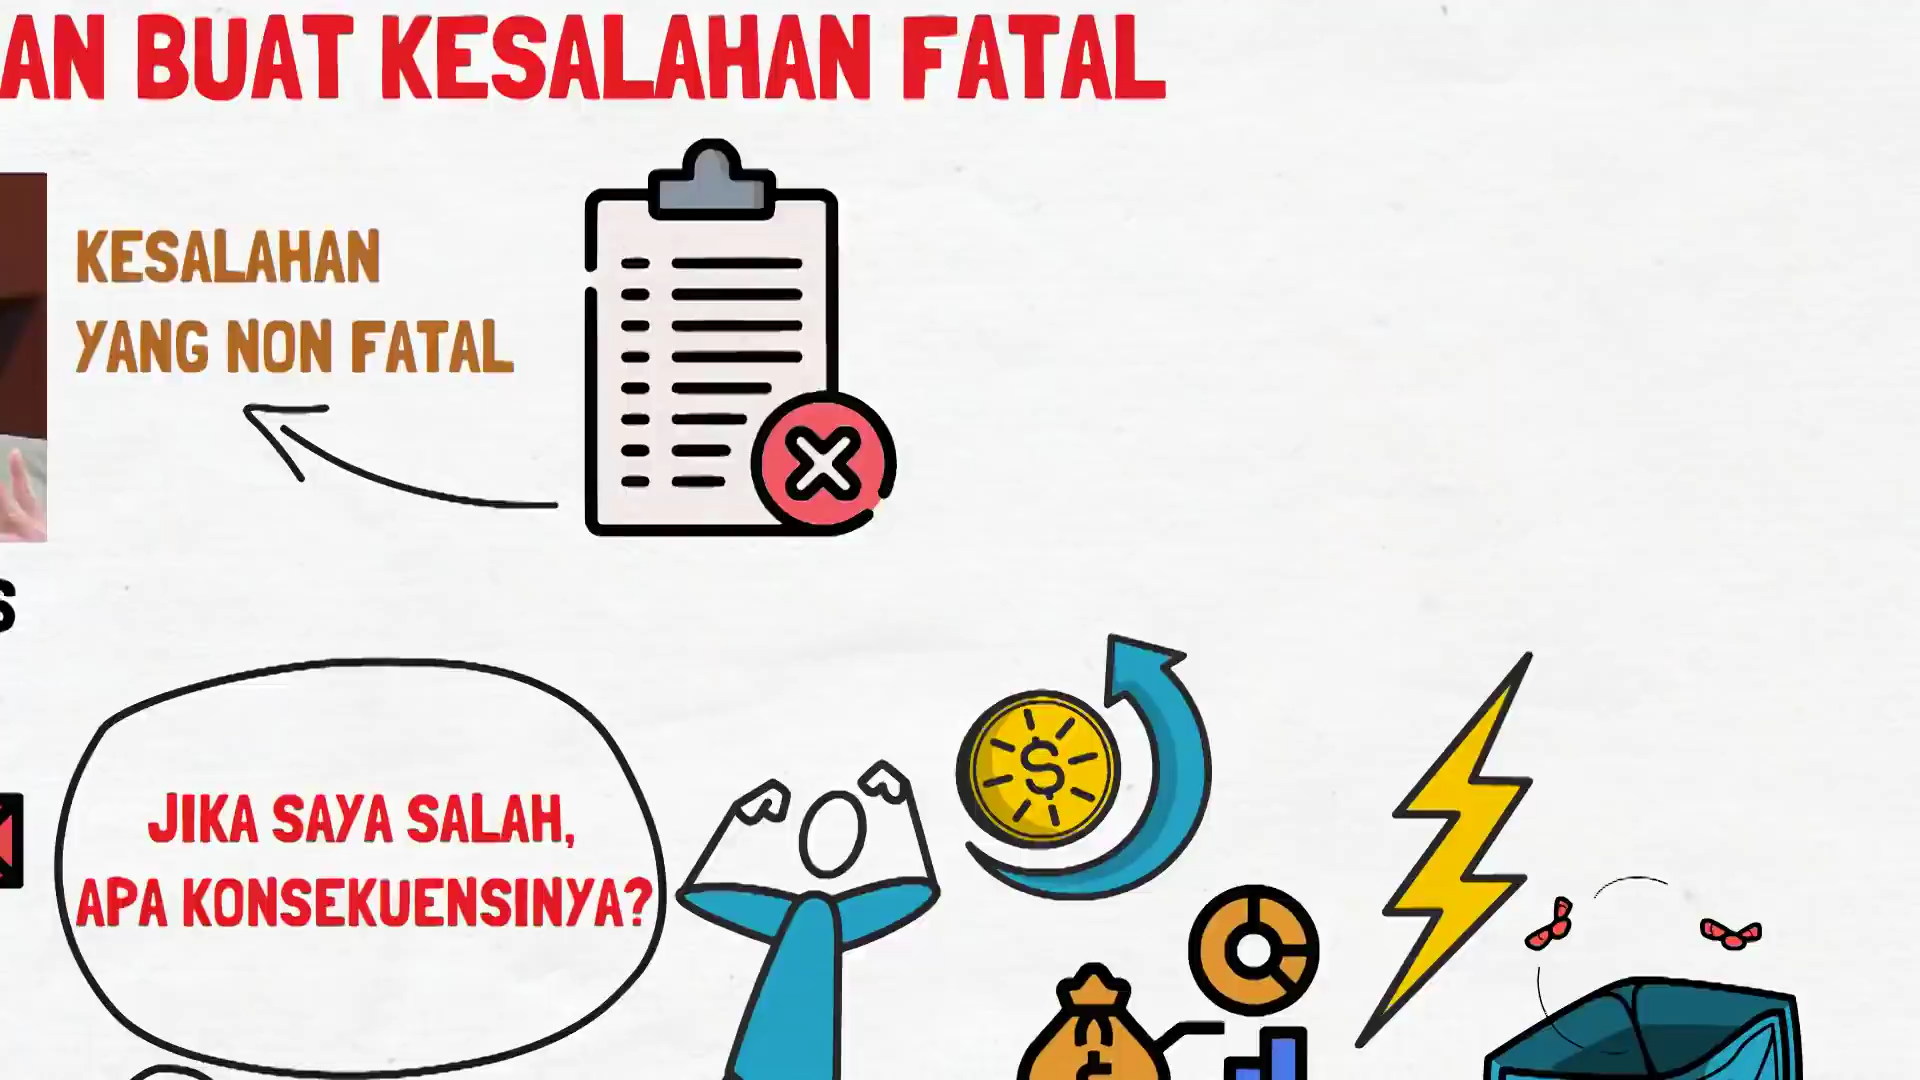 AN BUAT KESALAHAN FATAL
KESALAHAN
YANG NON FATAL
S
JIKA SAYA SALAH,
APA KONSEKUENSINYA?
$